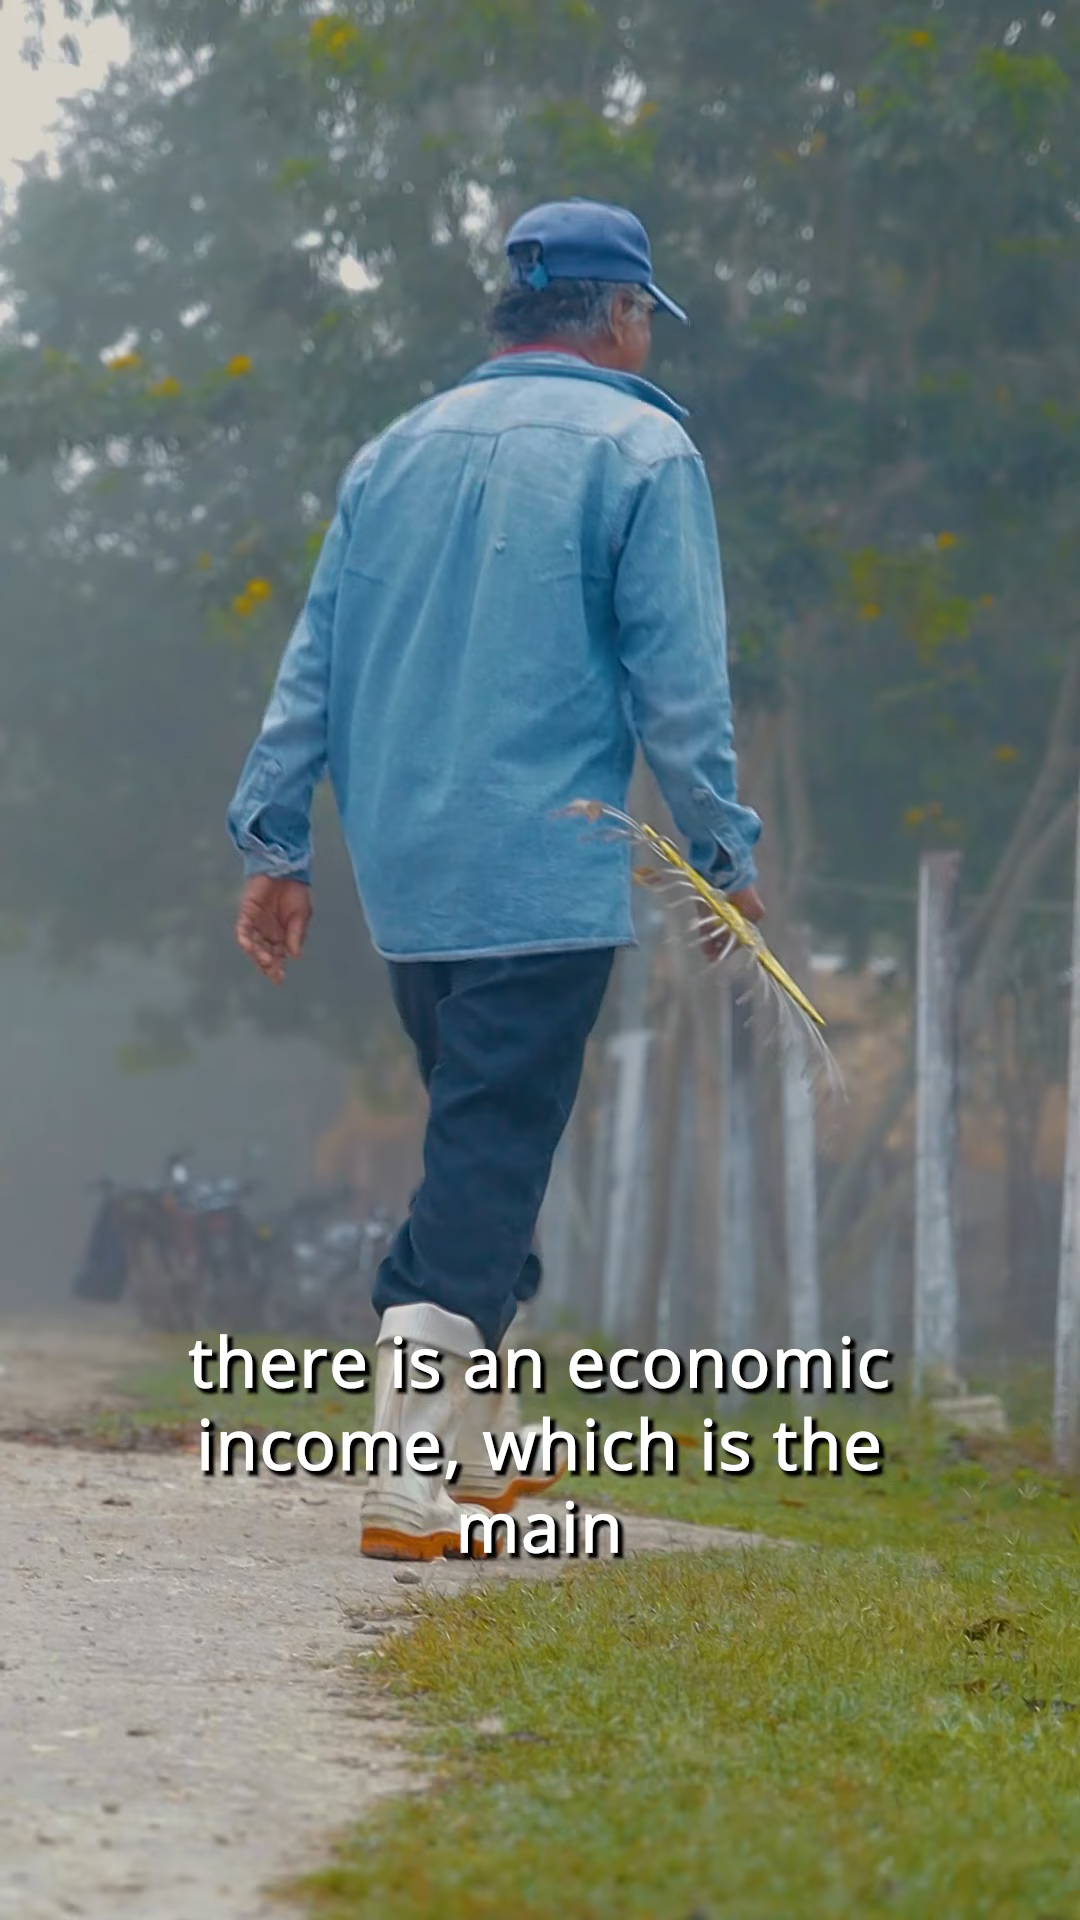 there is an economic
income, which is the
main